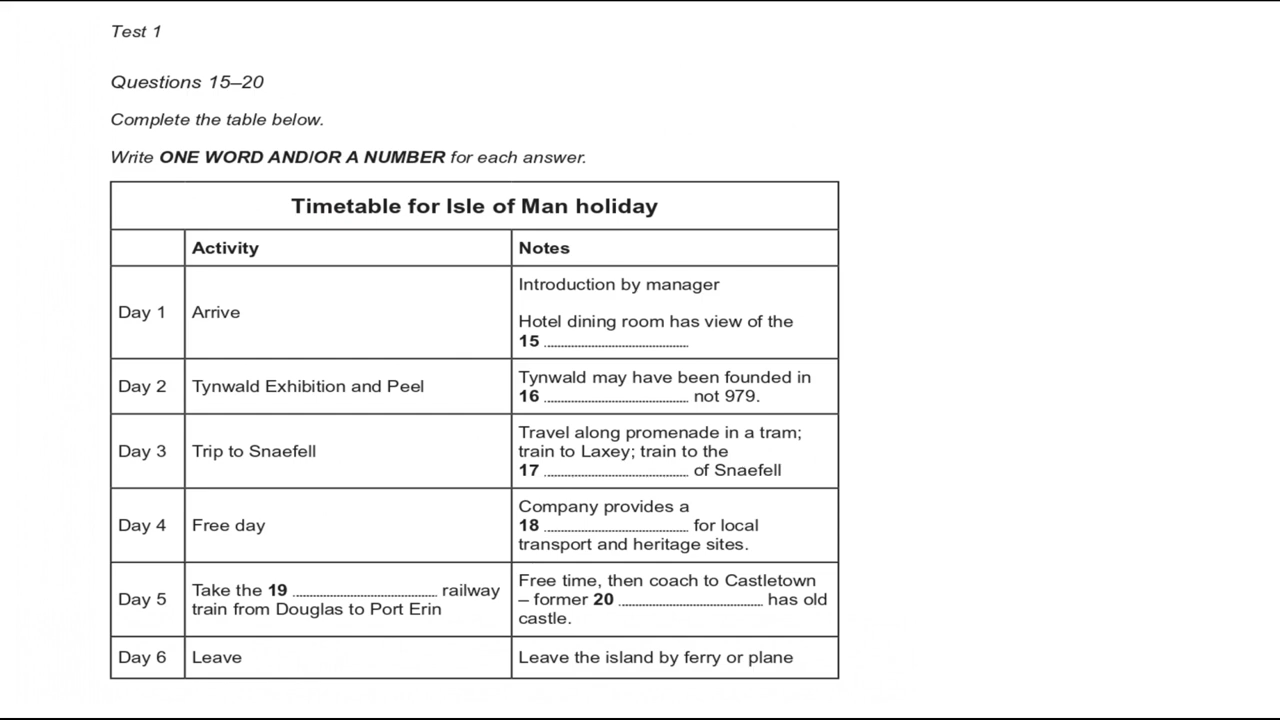 Test 1
Questions 15–20
Complete the table below.
Write ONE WORD AND/OR A NUMBER for each answer.
Timetable for Isle of Man holiday
Activity Notes
Day 1 Arrive
Introduction by manager
Hotel dining room has view of the
15 ........................................
Day 2 Tynwald Exhibition and Peel
Tynwald may have been founded in
16 ........................................ not 979.
Day 3 Trip to Snaefell
Travel along promenade in a tram;
train to Laxey; train to the
17 ........................................ of Snaefell
Day 4 Free day
Company provides a
18 ........................................ for local
transport and heritage sites.
Day 5
Take the 19 ........................................ railway
train from Douglas to Port Erin
Free time, then coach to Castletown
– former 20 ........................................ has old
castle.
Day 6 Leave Leave the island by ferry or plane